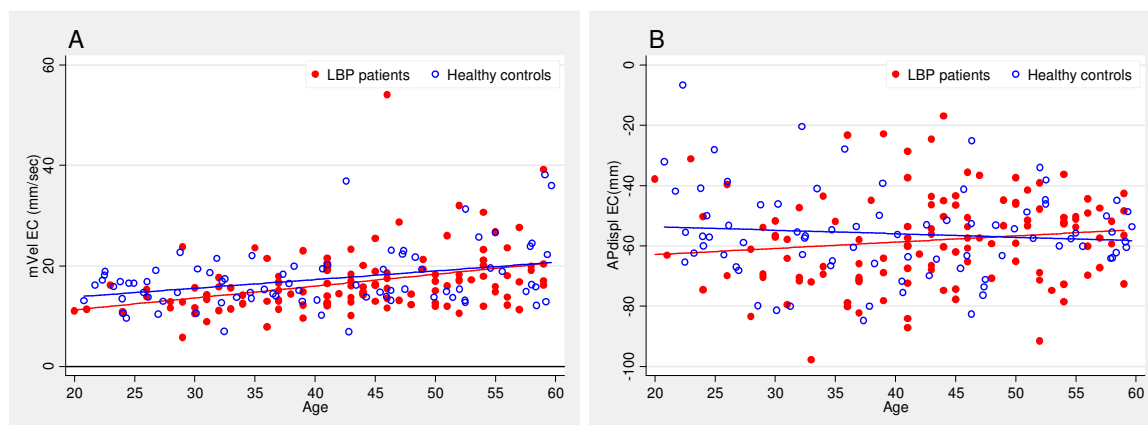 A
60
40
20
0
mVel EC (mm/sec)
LBP patients Healthy controls
20 25 30 35 40 45 50 55 60
Age
B
0
-20
-40
-60
-80
-100
APdispl EC(mm)
LBP patients Healthy controls
20 25 30 35 40 45 50 55 60
Age